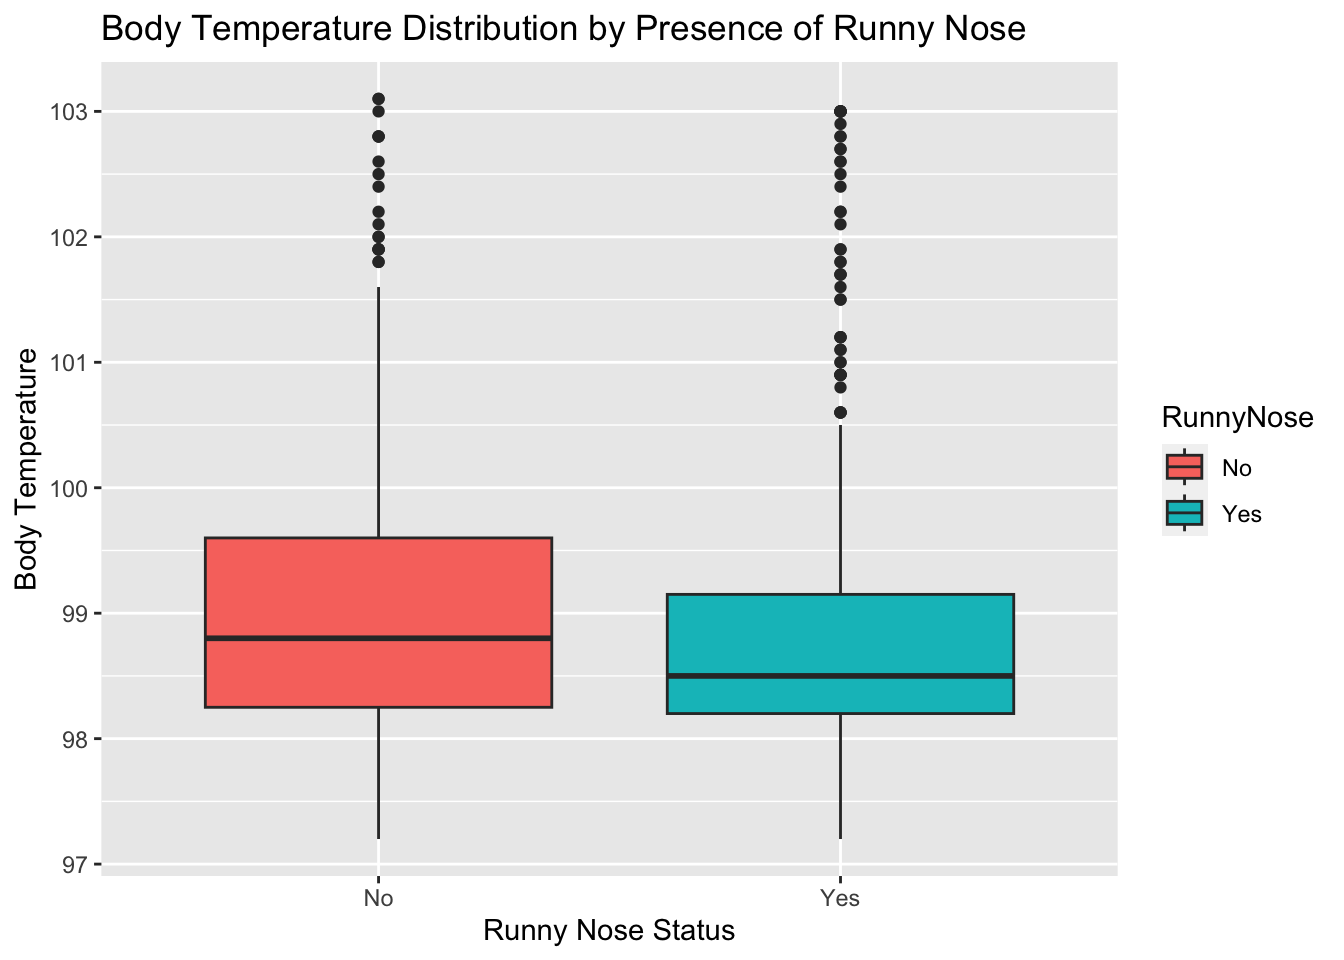 Body Temperature Distribution by Presence of Runny Nose
103
102
101
100
99
98
97
Body Temperature
No
Yes
Runny Nose Status
RunnyNose
No
Yes